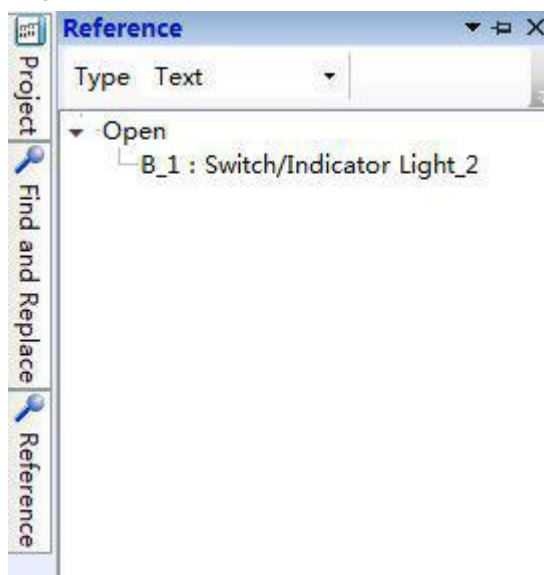 Reference
Type Text
Open
B_1 : Switch/Indicator Light_2
Project
Find and Replace
Reference